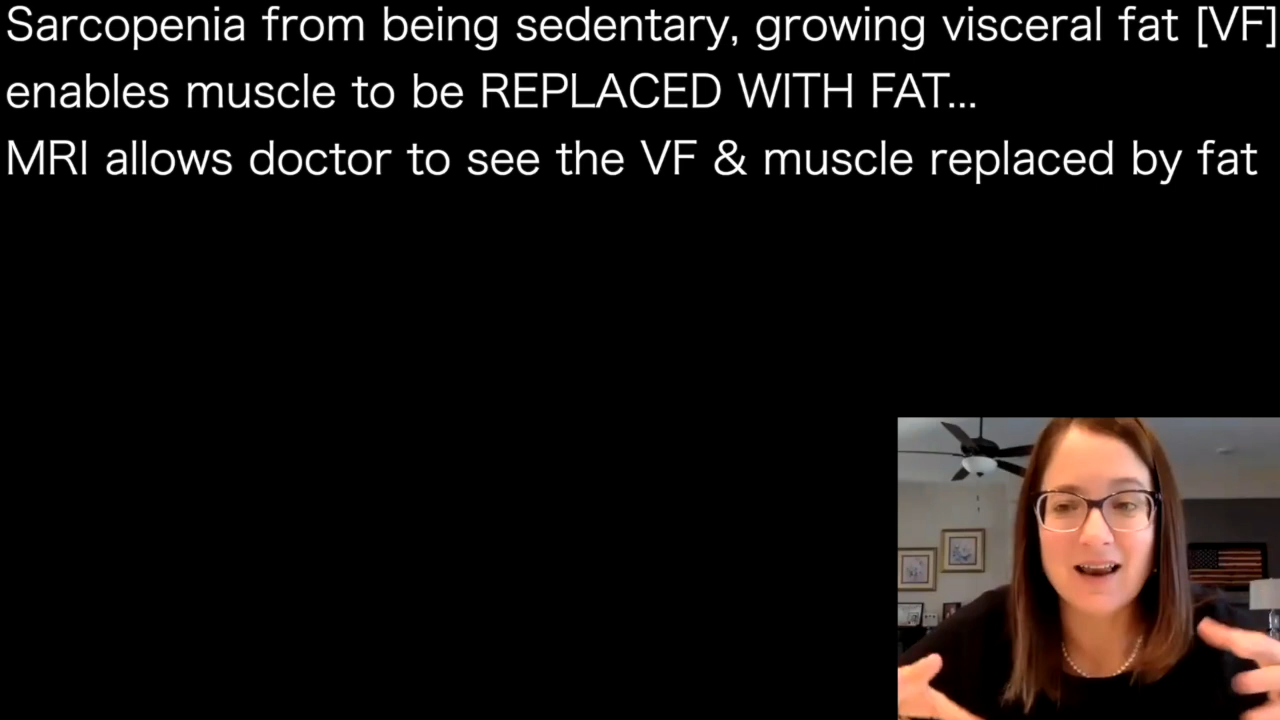 Sarcopenia from being sedentary, growing visceral fat [VF]
enables muscle to be REPLACED WITH FAT...
MRI allows doctor to see the VF & muscle replaced by fat